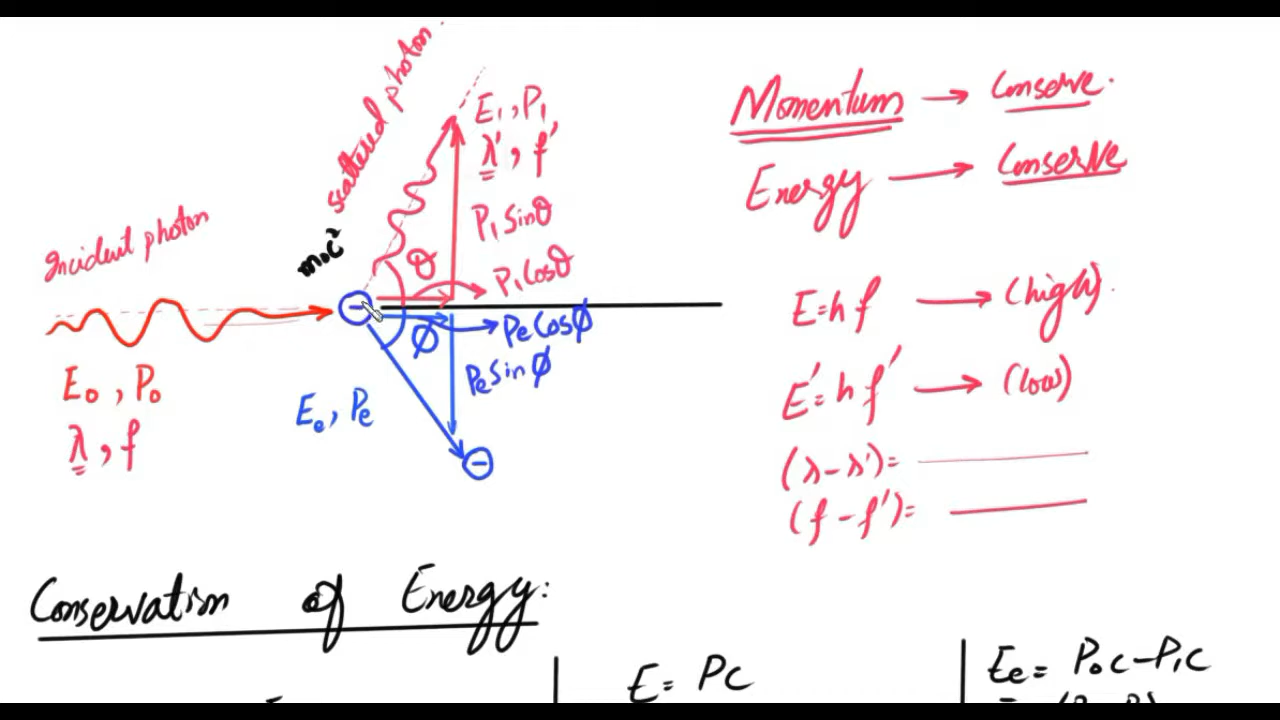 scattered photon.
E₁, P₁
λ', f'
P₁ sinθ
θ
P₁ cosθ
Incident photon
m₀c²
−
E₀, P₀
λ, f
ϕ
Pe Cosϕ
Pe sinϕ
Ee, Pe
−
Momentum → Conserve.
Energy → Conserve
E = hf → (high).
E' = hf' → (low)
(λ - λ') =
(f - f') =
Conservation of Energy:
E = PC
Ee = P₀C - P₁C